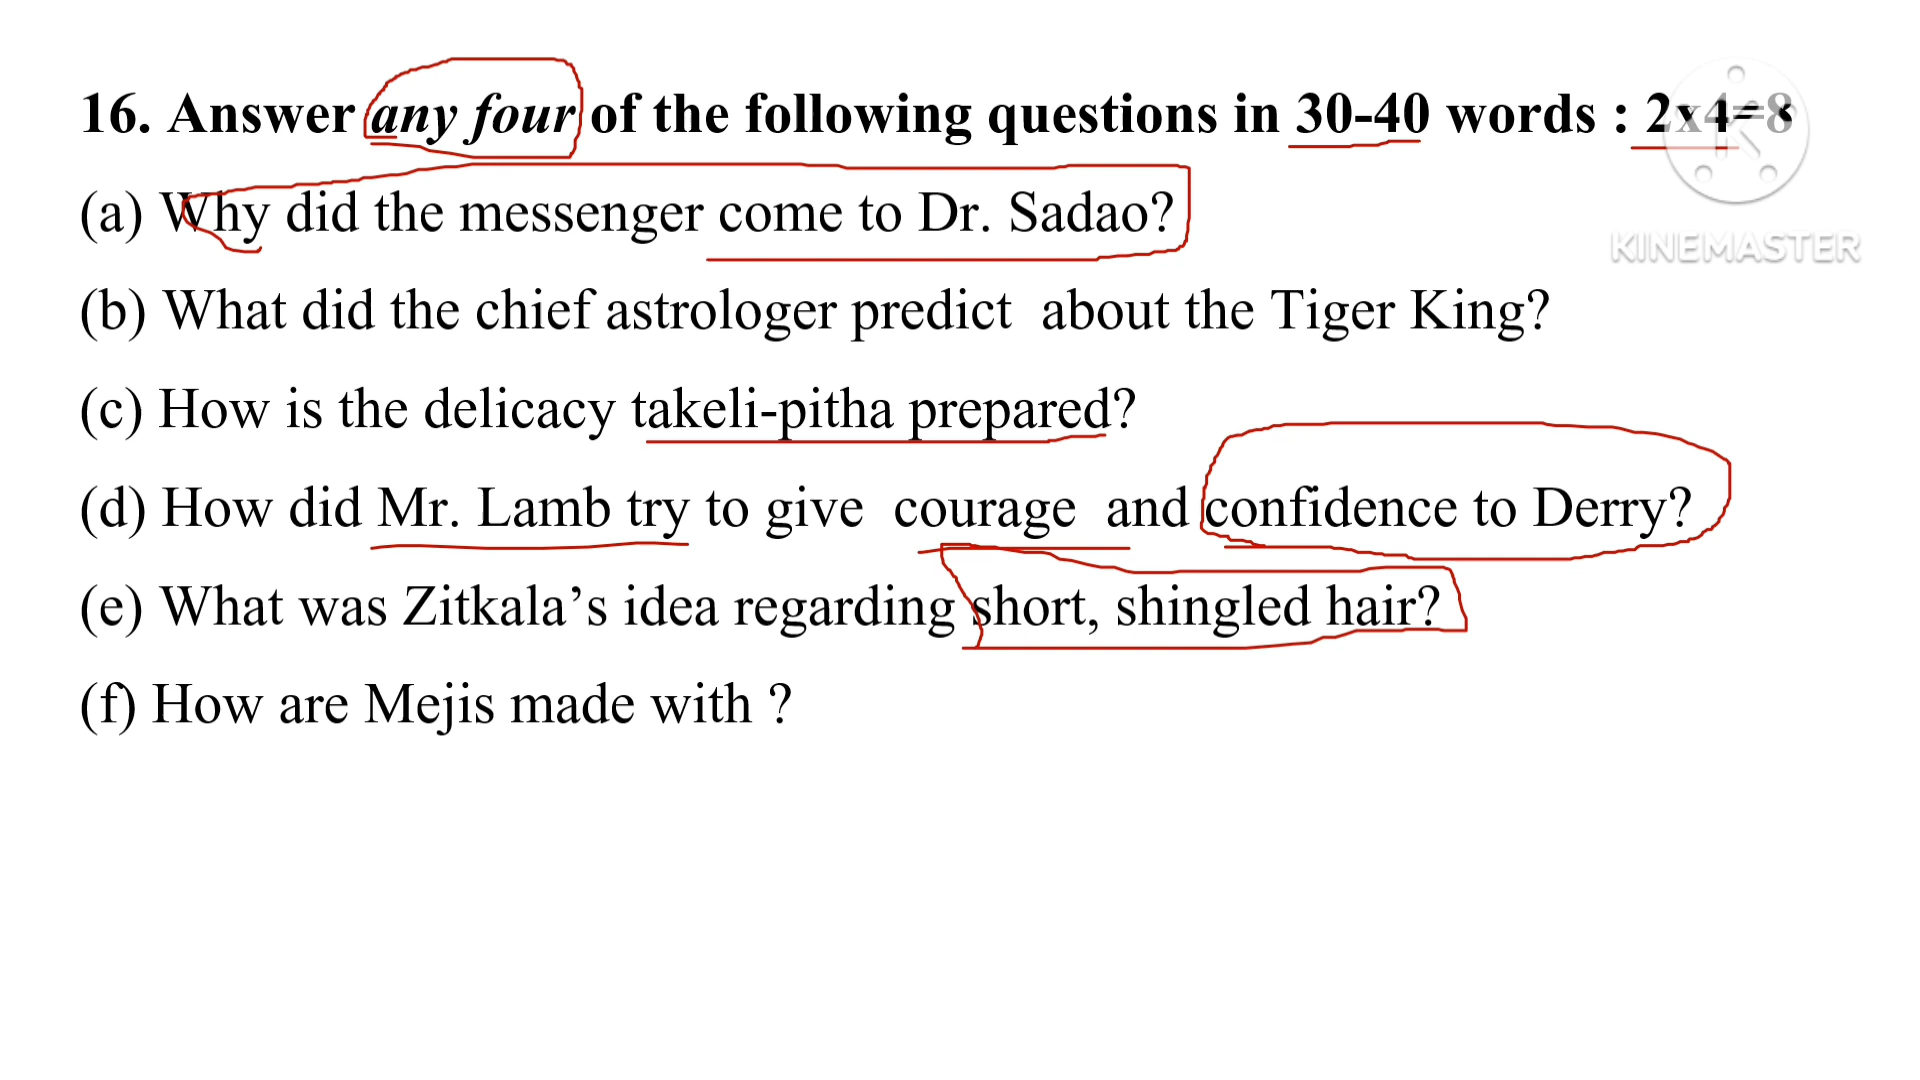 16. Answer any four of the following questions in 30-40 words : 2x4=8
(a) Why did the messenger come to Dr. Sadao?
(b) What did the chief astrologer predict about the Tiger King?
(c) How is the delicacy takeli-pitha prepared?
(d) How did Mr. Lamb try to give courage and confidence to Derry?
(e) What was Zitkala’s idea regarding short, shingled hair?
(f) How are Mejis made with ?
KINEMASTER